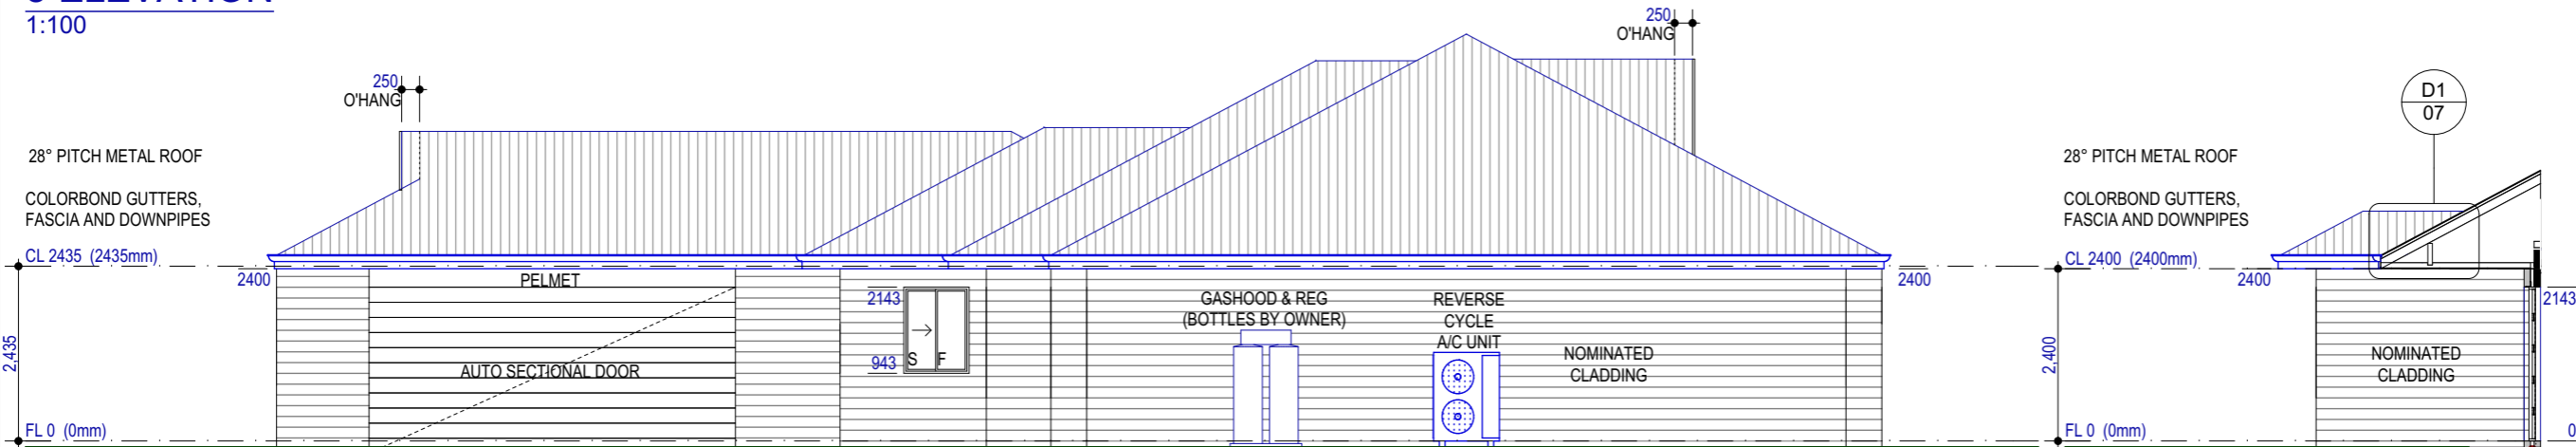 1:100
250
O'HANG
250
O'HANG
28° PITCH METAL ROOF
COLORBOND GUTTERS,
FASCIA AND DOWNPIPES
CL 2435 (2435mm)
2400
PELMET
AUTO SECTIONAL DOOR
2,435
FL 0 (0mm)
2143
943
S F
GASHOOD & REG
(BOTTLES BY OWNER)
REVERSE
CYCLE
A/C UNIT
NOMINATED
CLADDING
2400
D1
07
28° PITCH METAL ROOF
COLORBOND GUTTERS,
FASCIA AND DOWNPIPES
CL 2400 (2400mm)
2400
2143
NOMINATED
CLADDING
2,400
FL 0 (0mm)
0